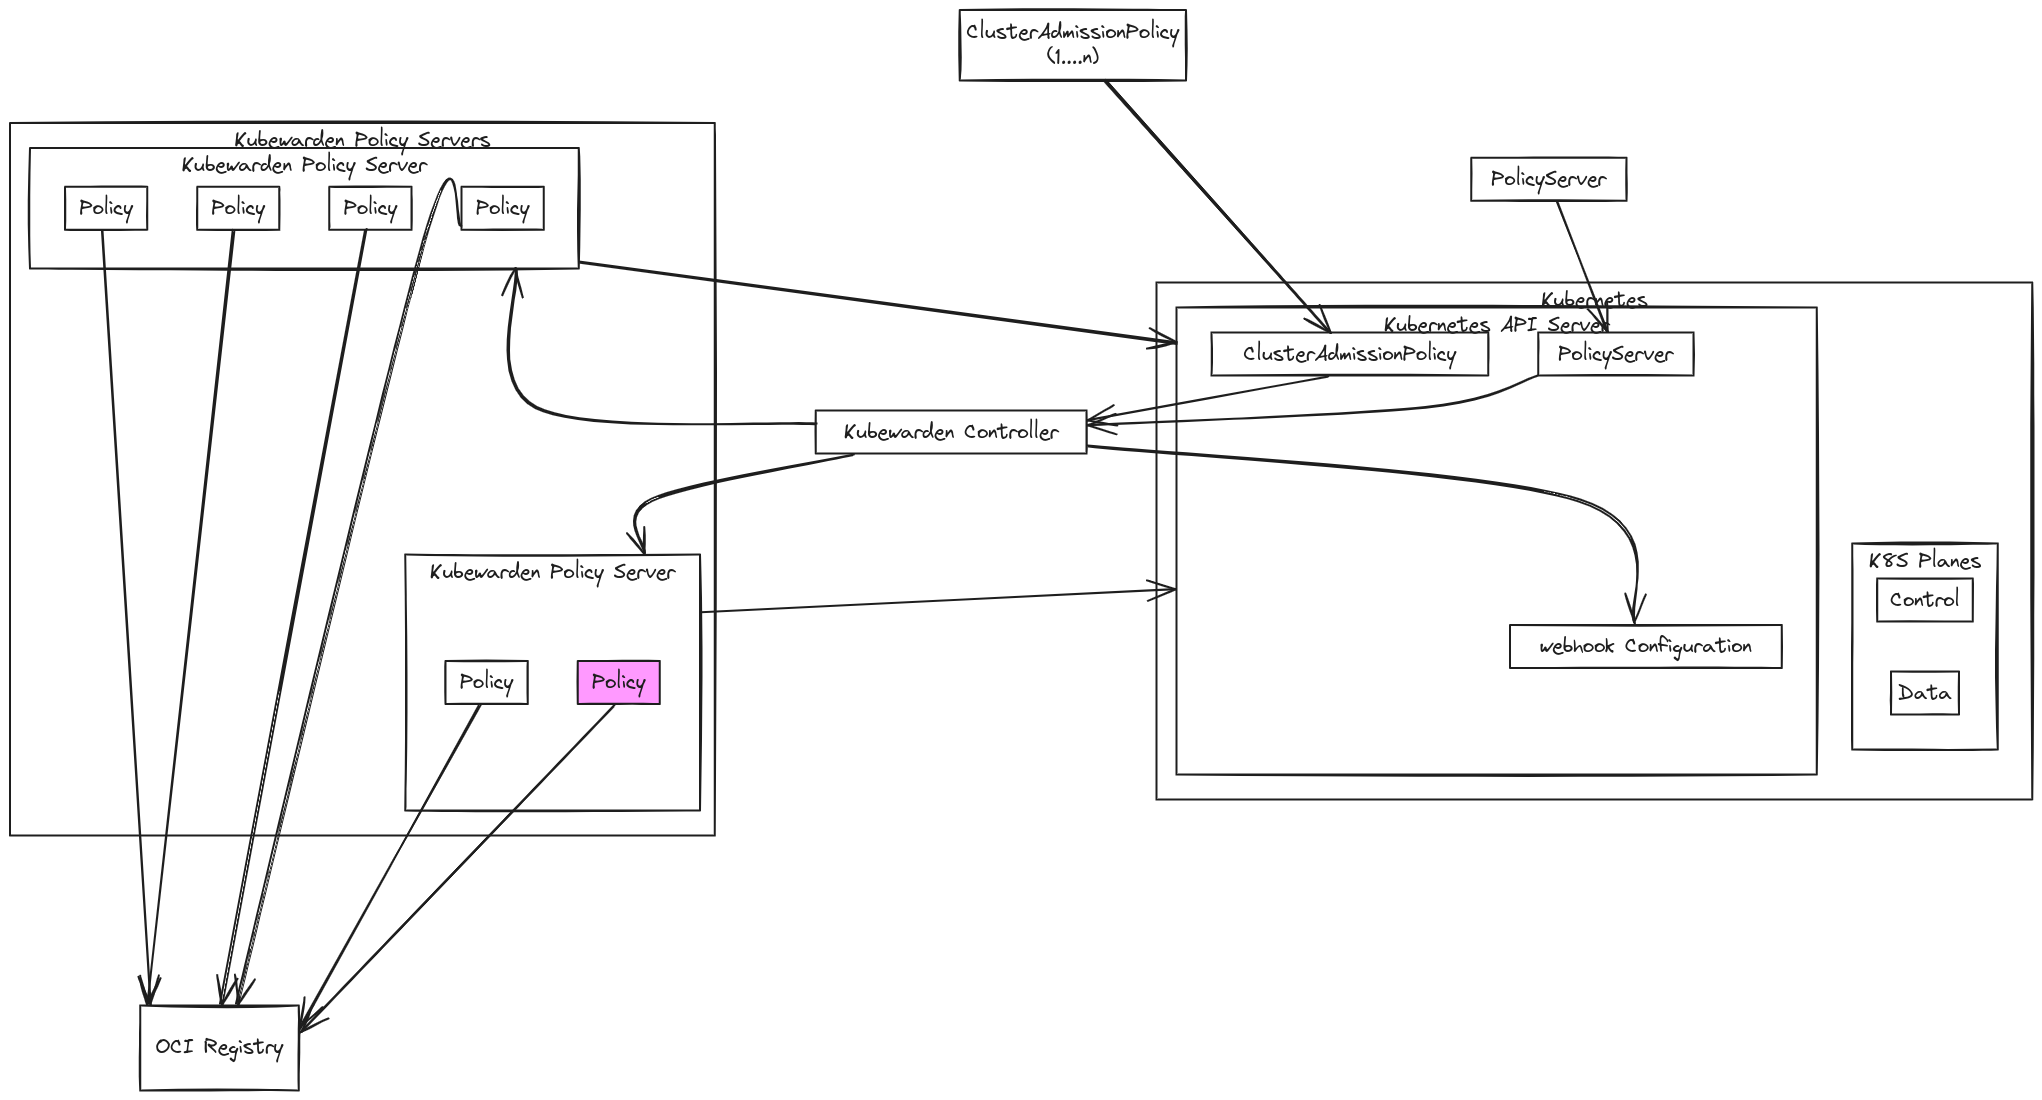 ClusterAdmissionPolicy
(1....n)
Kubewarden Policy Servers
Kubewarden Policy Server
Policy
Policy
Policy
Policy
PolicyServer
Kubernetes
Kubernetes API Server
ClusterAdmissionPolicy
PolicyServer
Kubewarden Controller
Kubewarden Policy Server
Policy
Policy
webhook Configuration
K8S Planes
Control
Data
OCI Registry